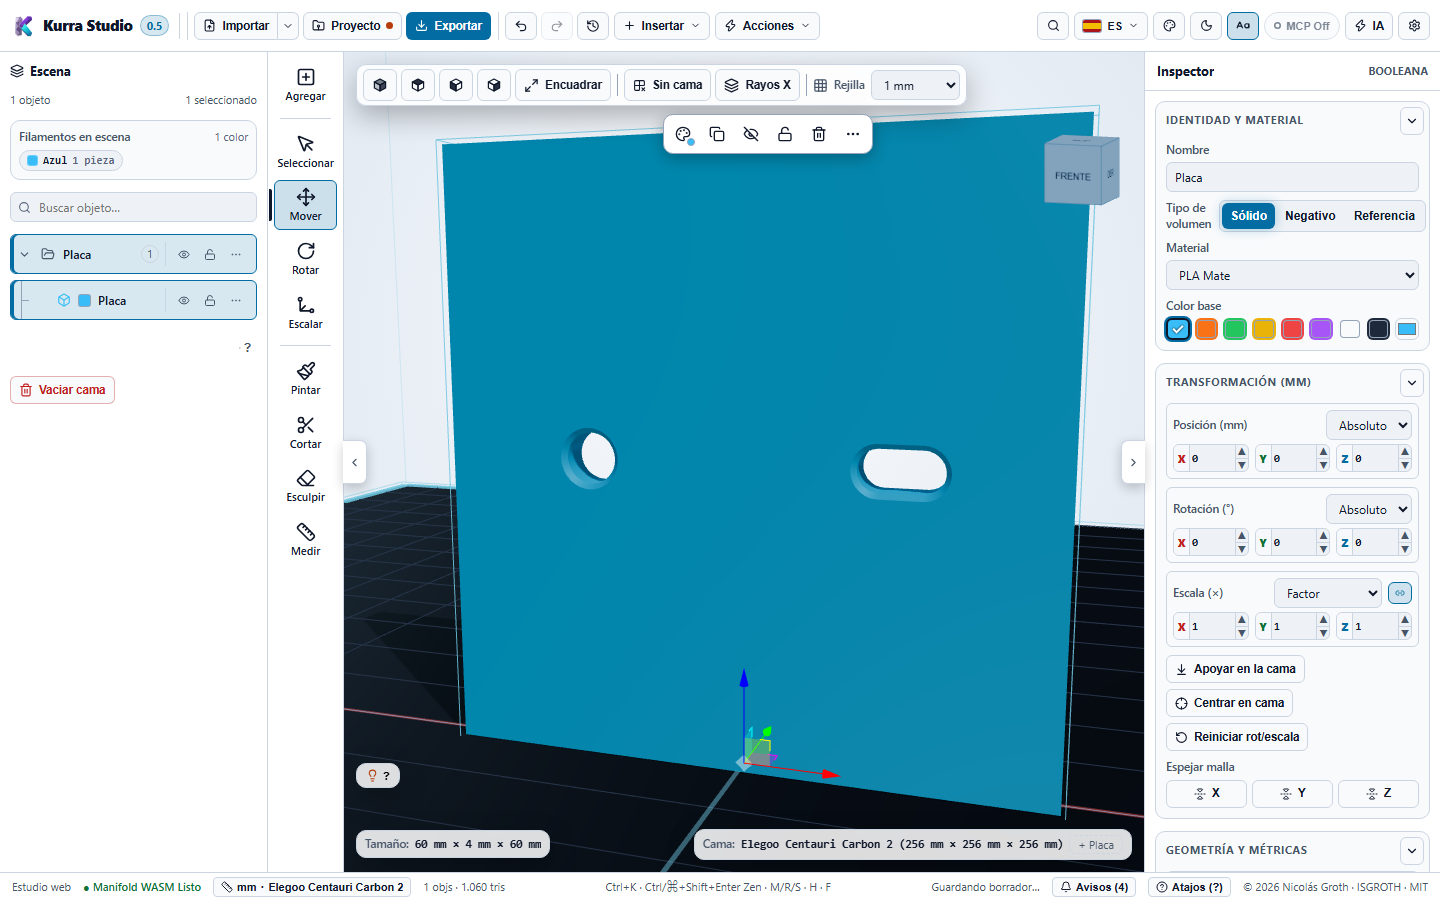 Kurra Studio 0.5 Importar Proyecto Exportar Insertar Acciones ES Aa MCP Off IA
Escena
1 objeto 1 seleccionado
Filamentos en escena 1 color
Azul 1 pieza
Buscar objeto...
Placa 1
Placa
?
Vaciar cama
Agregar
Seleccionar
Mover
Rotar
Escalar
Pintar
Cortar
Esculpir
Medir
Encuadrar Sin cama Rayos X Rejilla 1 mm
FRENTE
?
Tamaño: 60 mm × 4 mm × 60 mm
Cama: Elegoo Centauri Carbon 2 (256 mm × 256 mm × 256 mm) + Placa
Inspector BOOLEANA
IDENTIDAD Y MATERIAL
Nombre
Placa
Tipo de volumen Sólido Negativo Referencia
Material
PLA Mate
Color base
TRANSFORMACIÓN (MM)
Posición (mm) Absoluto
X 0 Y 0 Z 0
Rotación (°) Absoluto
X 0 Y 0 Z 0
Escala (×) Factor
X 1 Y 1 Z 1
Apoyar en la cama
Centrar en cama
Reiniciar rot/escala
Espejar malla
X Y Z
GEOMETRÍA Y MÉTRICAS
Estudio web ● Manifold WASM Listo mm · Elegoo Centauri Carbon 2 1 objs · 1.060 tris Ctrl+K · Ctrl/⌘+Shift+Enter Zen · M/R/S · H · F Guardando borrador... Avisos (4) Atajos (?) © 2026 Nicolás Groth · ISGROTH · MIT